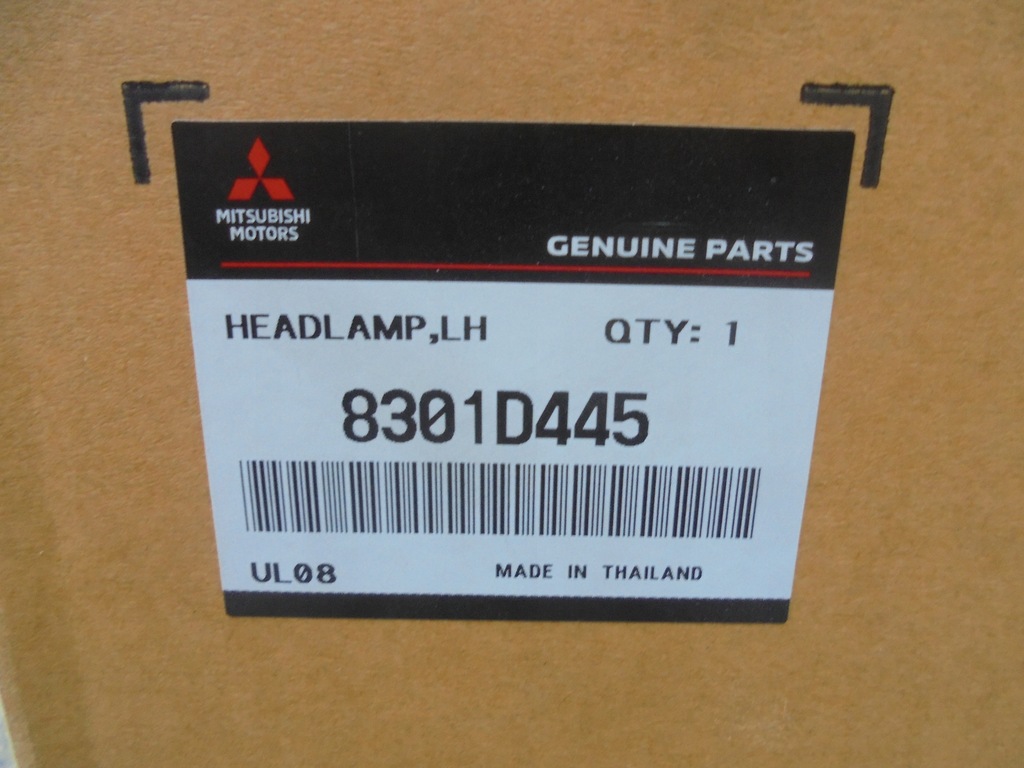 MITSUBISHI
MOTORS
GENUINE PARTS
HEADLAMP,LH QTY: 1
8301D445
UL08 MADE IN THAILAND